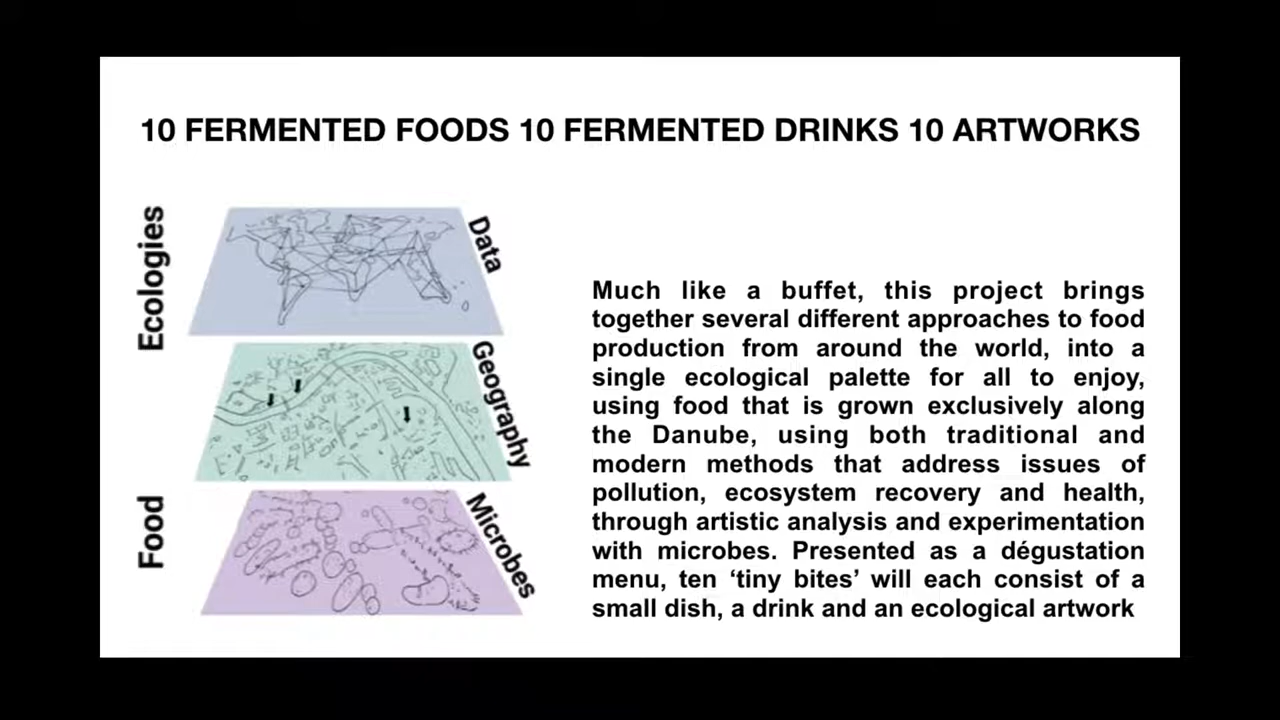 10 FERMENTED FOODS 10 FERMENTED DRINKS 10 ARTWORKS
Ecologies
Data
Geography
Food
Microbes
Much like a buffet, this project brings
together several different approaches to food
production from around the world, into a
single ecological palette for all to enjoy,
using food that is grown exclusively along
the Danube, using both traditional and
modern methods that address issues of
pollution, ecosystem recovery and health,
through artistic analysis and experimentation
with microbes. Presented as a dégustation
menu, ten ‘tiny bites’ will each consist of a
small dish, a drink and an ecological artwork